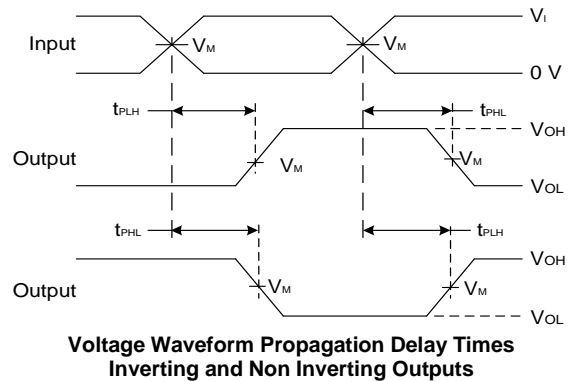 VI
Input
VM
VM
0 V
tPLH
tPHL
VOH
Output
VM
VM
VOL
tPHL
tPLH
VOH
Output
VM
VM
VOL
Voltage Waveform Propagation Delay Times
Inverting and Non Inverting Outputs